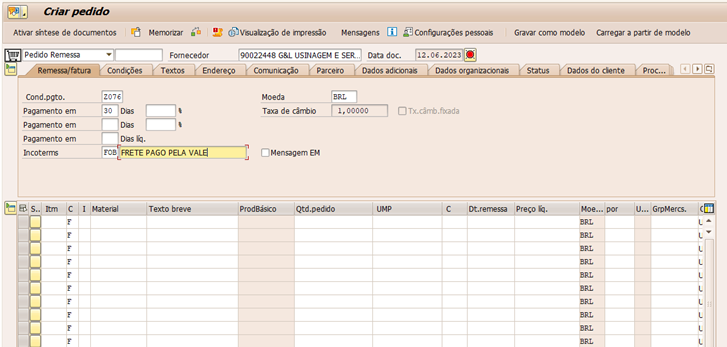 Criar pedido
Ativar síntese de documentos Memorizar Visualização de impressão Mensagens Configurações pessoais Gravar como modelo Carregar a partir de modelo
Pedido Remessa Fornecedor 90022448 G&L USINAGEM E SER.. Data doc. 12.06.2023
Remessa/fatura Condições Textos Endereço Comunicação Parceiro Dados adicionais Dados organizacionais Status Dados do cliente Proc...
Cond.pgto. Z076 Moeda BRL
Pagamento em 30 Dias % Taxa de câmbio 1,00000 Tx.câmb.fixada
Pagamento em Dias %
Pagamento em Dias líq.
Incoterms FOB FRETE PAGO PELA VALE Mensagem EM
S.. Itm C I Material Texto breve ProdBásico Qtd.pedido UMP C Dt.remessa Preço líq. Moe... por U... GrpMercs.
F BRL U
F BRL U
F BRL U
F BRL U
F BRL U
F BRL U
F BRL U
F BRL U
F BRL U
F BRL U